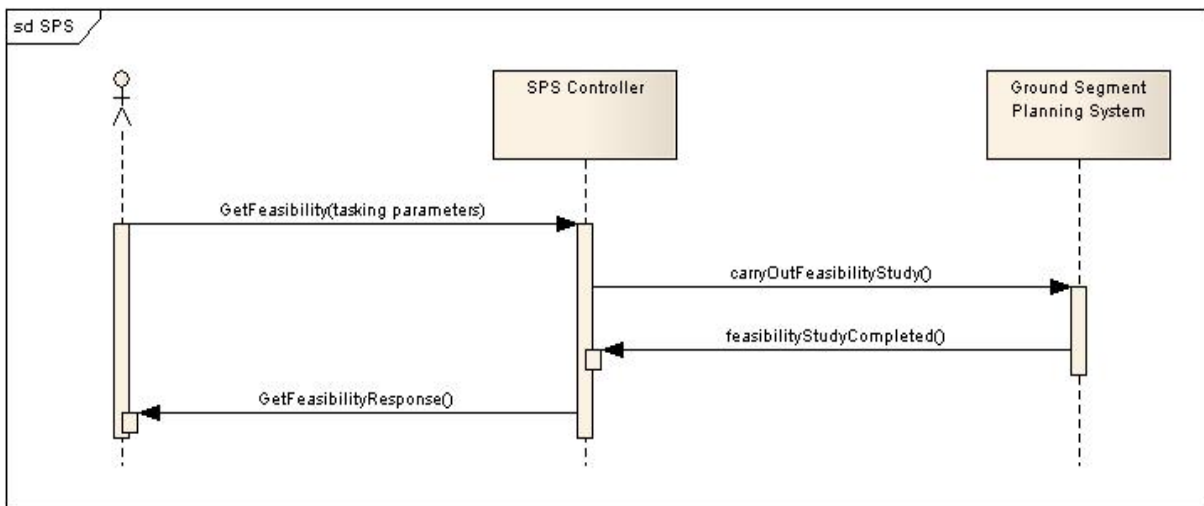 sd SPS
SPS Controller
Ground Segment
Planning System
GetFeasibility(tasking parameters)
carryOutFeasibilityStudy()
feasibilityStudyCompleted()
GetFeasibilityResponse()